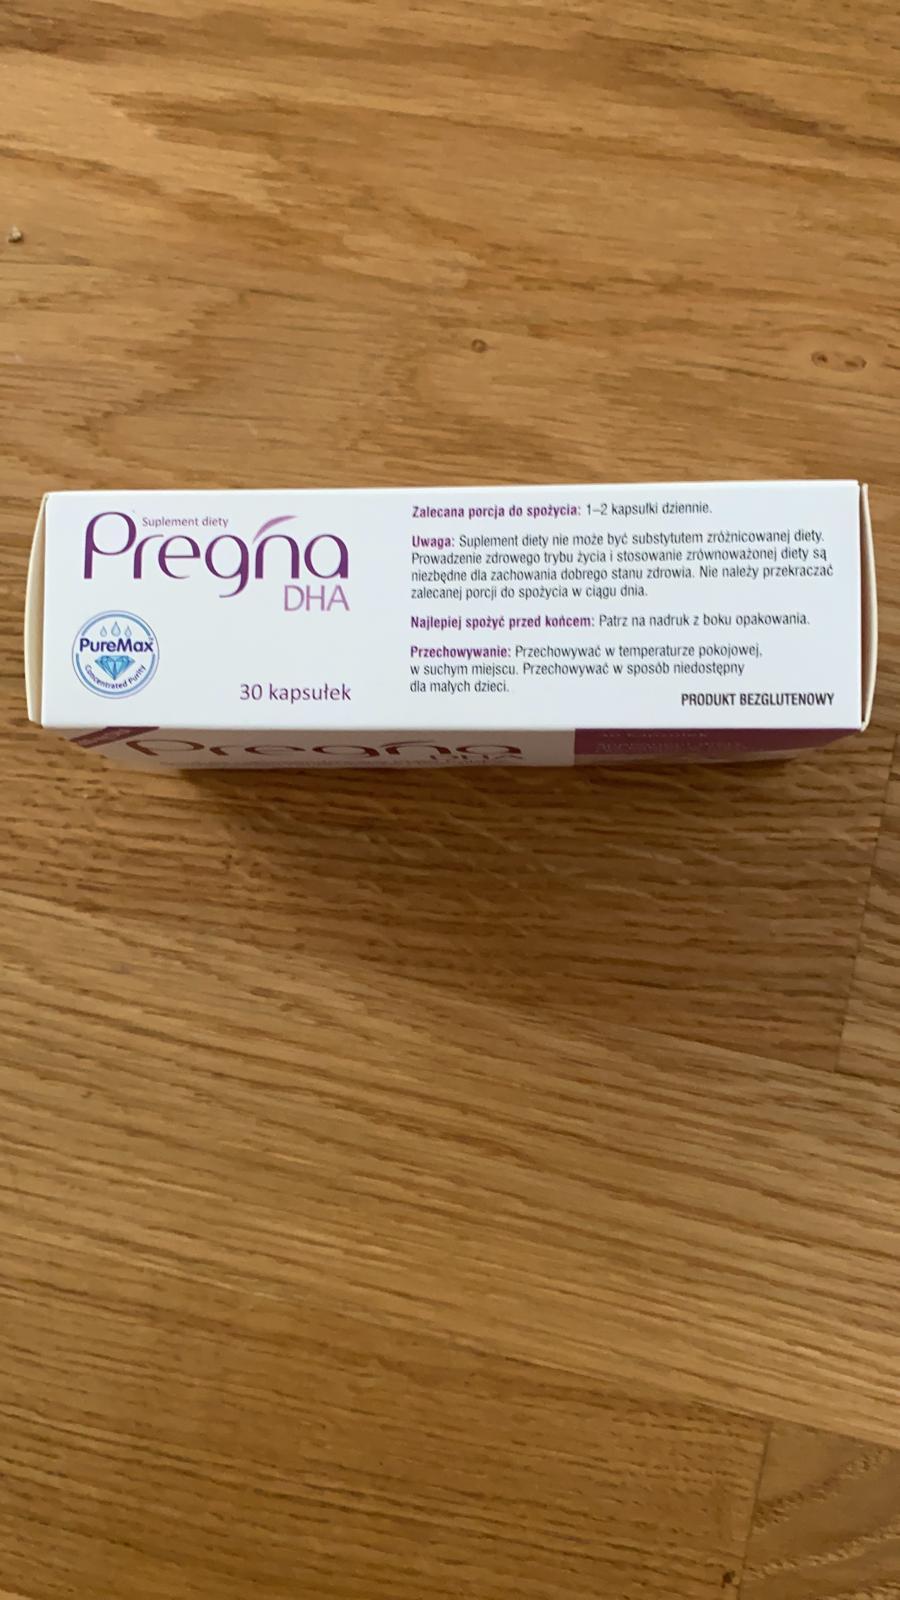 Suplement diety
Pregna
DHA
PureMax
Concentrated Purity
30 kapsułek
Zalecana porcja do spożycia: 1–2 kapsułki dziennie.
Uwaga: Suplement diety nie może być substytutem zróżnicowanej diety.
Prowadzenie zdrowego trybu życia i stosowanie zrównoważonej diety są
niezbędne dla zachowania dobrego stanu zdrowia. Nie należy przekraczać
zalecanej porcji do spożycia w ciągu dnia.
Najlepiej spożyć przed końcem: Patrz na nadruk z boku opakowania.
Przechowywanie: Przechowywać w temperaturze pokojowej,
w suchym miejscu. Przechowywać w sposób niedostępny
dla małych dzieci.
PRODUKT BEZGLUTENOWY
Pregna
DHA